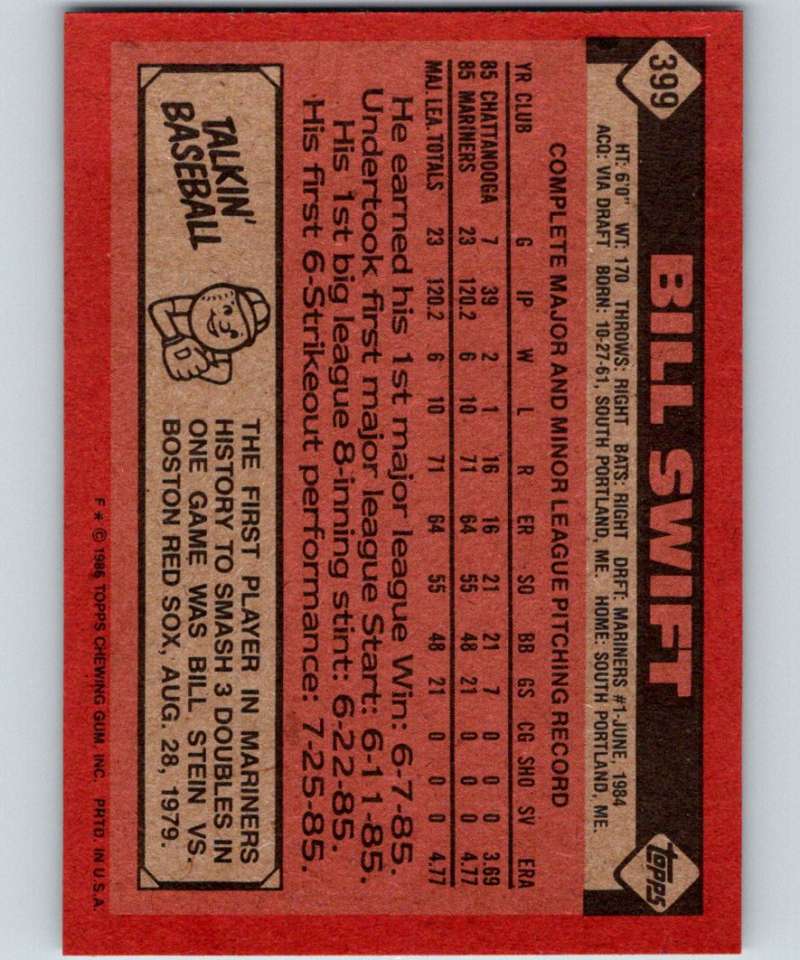 399
BILL SWIFT
topps
HT: 6'0" WT: 170 THROWS: RIGHT BATS: RIGHT DRFT: MARINERS #1-JUNE, 1984
ACQ: VIA DRAFT BORN: 10-27-61, SOUTH PORTLAND, ME. HOME: SOUTH PORTLAND, ME.
COMPLETE MAJOR AND MINOR LEAGUE PITCHING RECORD
YR CLUB G IP W L R ER SO BB GS CG SHO SV ERA
85 CHATTANOOGA 7 39 2 1 16 16 21 21 7 0 0 0 3.69
85 MARINERS 23 120.2 6 10 71 64 55 48 21 0 0 0 4.77
MAJ. LEA. TOTALS 23 120.2 6 10 71 64 55 48 21 0 0 0 4.77
He earned his 1st major league Win: 6-7-85.
Undertook first major league Start: 6-11-85.
His 1st big league 8-inning stint: 6-22-85.
His first 6-Strikeout performance: 7-25-85.
TALKIN'
BASEBALL
THE FIRST PLAYER IN MARINERS
HISTORY TO SMASH 3 DOUBLES IN
ONE GAME WAS BILL STEIN VS.
BOSTON RED SOX, AUG. 28, 1979.
F* © 1986 TOPPS CHEWING GUM, INC. PRTD. IN U.S.A.